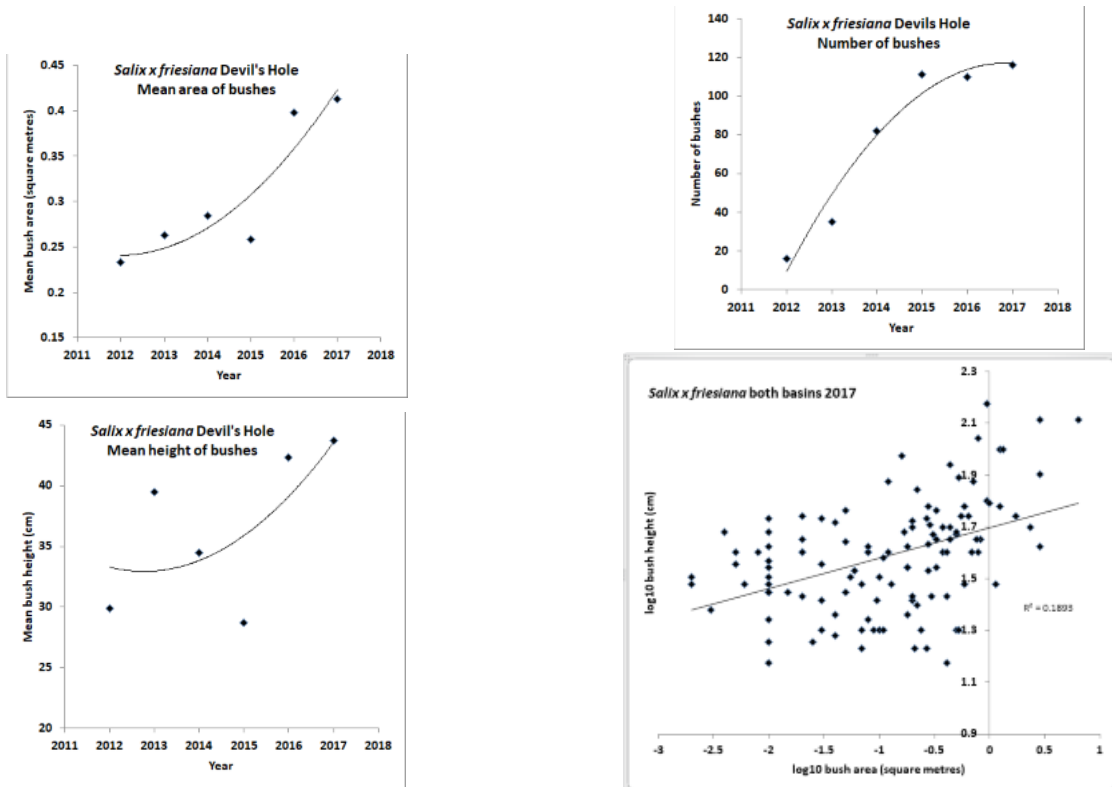 Salix x friesiana Devil's Hole
Mean area of bushes
Mean bush area (square metres)
0.45
0.4
0.35
0.3
0.25
0.2
0.15
2011 2012 2013 2014 2015 2016 2017 2018
Year
Salix x friesiana Devils Hole
Number of bushes
Number of bushes
140
120
100
80
60
40
20
0
2011 2012 2013 2014 2015 2016 2017 2018
Year
Salix x friesiana Devil's Hole
Mean height of bushes
Mean bush height (cm)
45
40
35
30
25
20
2011 2012 2013 2014 2015 2016 2017 2018
Year
Salix x friesiana both basins 2017
log10 bush height (cm)
2.3
2.1
1.9
1.7
1.5
1.3
1.1
0.9
R² = 0.1893
-3 -2.5 -2 -1.5 -1 -0.5 0 0.5 1
log10 bush area (square metres)